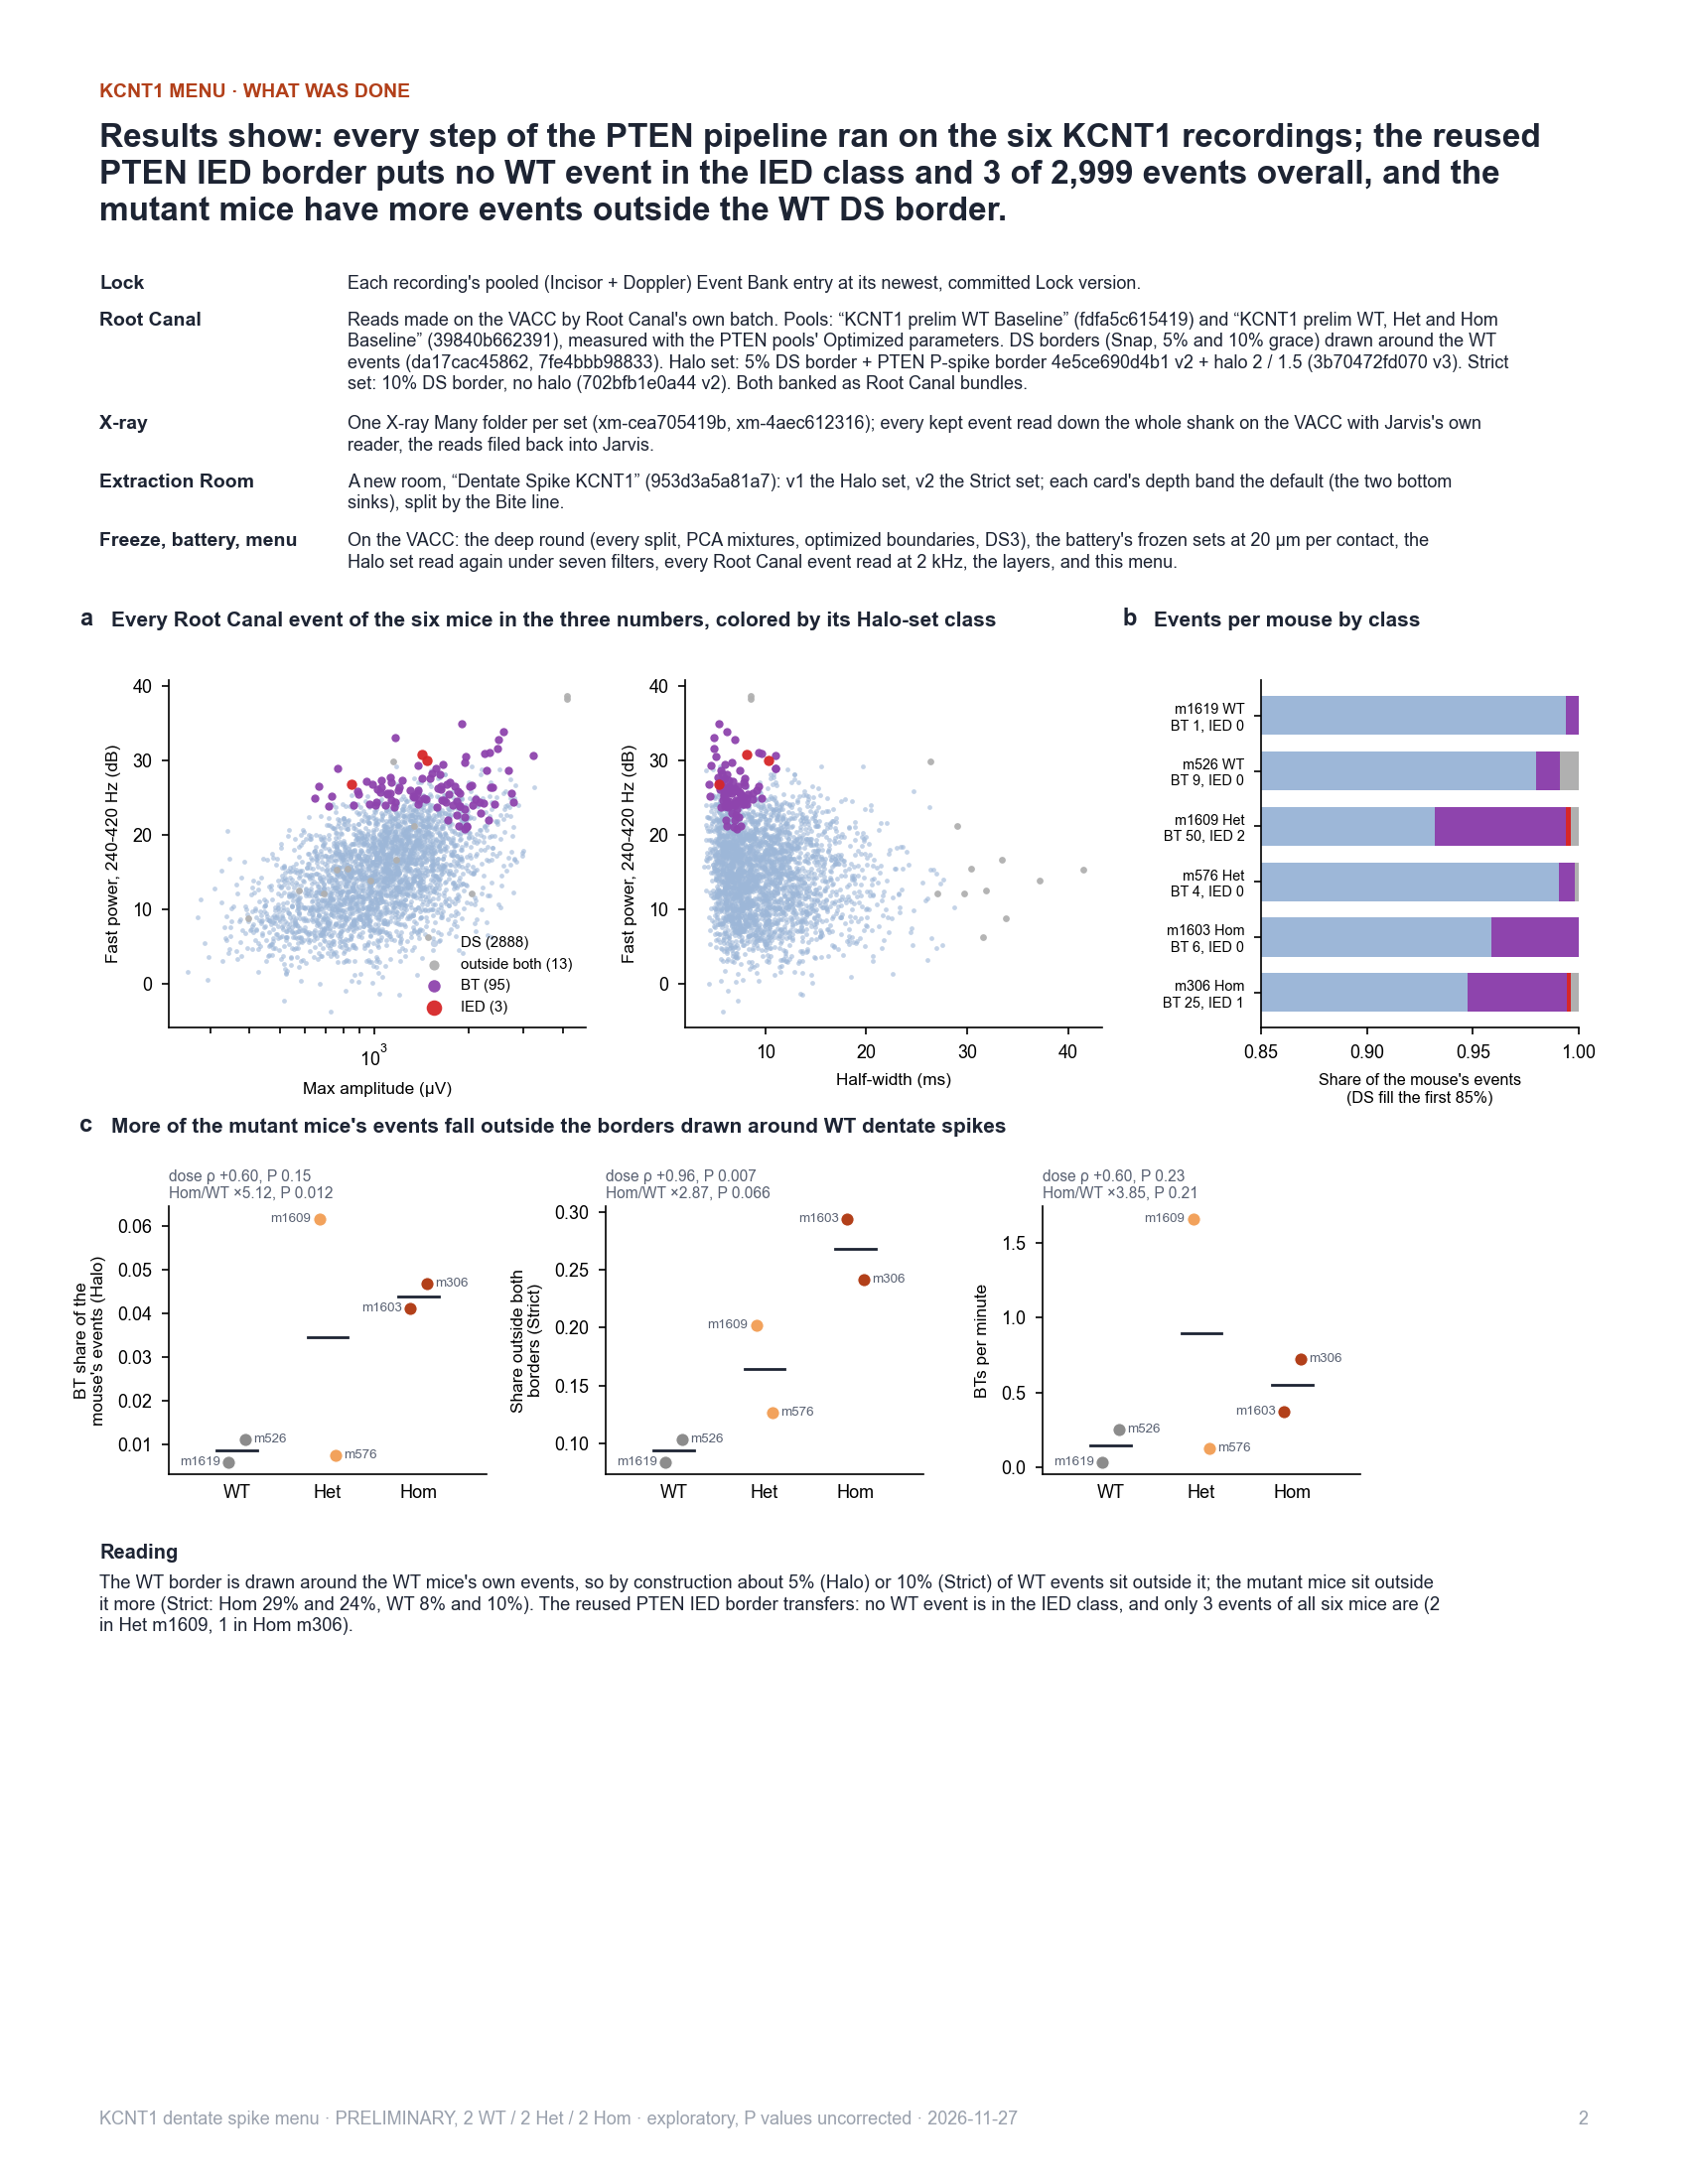 KCNT1 MENU · WHAT WAS DONE
Results show: every step of the PTEN pipeline ran on the six KCNT1 recordings; the reused
PTEN IED border puts no WT event in the IED class and 3 of 2,999 events overall, and the
mutant mice have more events outside the WT DS border.
Lock
Each recording's pooled (Incisor + Doppler) Event Bank entry at its newest, committed Lock version.
Root Canal
Reads made on the VACC by Root Canal's own batch. Pools: “KCNT1 prelim WT Baseline” (fdfa5c615419) and “KCNT1 prelim WT, Het and Hom
Baseline” (39840b662391), measured with the PTEN pools' Optimized parameters. DS borders (Snap, 5% and 10% grace) drawn around the WT
events (da17cac45862, 7fe4bbb98833). Halo set: 5% DS border + PTEN P-spike border 4e5ce690d4b1 v2 + halo 2 / 1.5 (3b70472fd070 v3). Strict
set: 10% DS border, no halo (702bfb1e0a44 v2). Both banked as Root Canal bundles.
X-ray
One X-ray Many folder per set (xm-cea705419b, xm-4aec612316); every kept event read down the whole shank on the VACC with Jarvis's own
reader, the reads filed back into Jarvis.
Extraction Room
A new room, “Dentate Spike KCNT1” (953d3a5a81a7): v1 the Halo set, v2 the Strict set; each card's depth band the default (the two bottom
sinks), split by the Bite line.
Freeze, battery, menu
On the VACC: the deep round (every split, PCA mixtures, optimized boundaries, DS3), the battery's frozen sets at 20 µm per contact, the
Halo set read again under seven filters, every Root Canal event read at 2 kHz, the layers, and this menu.
a Every Root Canal event of the six mice in the three numbers, colored by its Halo-set class
40
30
20
10
0
Fast power, 240-420 Hz (dB)
DS (2888)
outside both (13)
BT (95)
IED (3)
10³
Max amplitude (µV)
40
30
20
10
0
Fast power, 240-420 Hz (dB)
10 20 30 40
Half-width (ms)
b Events per mouse by class
m1619 WT
BT 1, IED 0
m526 WT
BT 9, IED 0
m1609 Het
BT 50, IED 2
m576 Het
BT 4, IED 0
m1603 Hom
BT 6, IED 0
m306 Hom
BT 25, IED 1
0.85 0.90 0.95 1.00
Share of the mouse's events
(DS fill the first 85%)
c More of the mutant mice's events fall outside the borders drawn around WT dentate spikes
dose ρ +0.60, P 0.15
Hom/WT ×5.12, P 0.012
0.06
0.05
0.04
0.03
0.02
0.01
BT share of the
mouse's events (Halo)
m1609
m306
m1603
m526
m576
m1619
WT Het Hom
dose ρ +0.96, P 0.007
Hom/WT ×2.87, P 0.066
0.30
0.25
0.20
0.15
0.10
Share outside both
borders (Strict)
m1603
m306
m1609
m576
m526
m1619
WT Het Hom
dose ρ +0.60, P 0.23
Hom/WT ×3.85, P 0.21
1.5
1.0
0.5
0.0
BTs per minute
m1609
m306
m1603
m526
m576
m1619
WT Het Hom
Reading
The WT border is drawn around the WT mice's own events, so by construction about 5% (Halo) or 10% (Strict) of WT events sit outside it; the mutant mice sit outside
it more (Strict: Hom 29% and 24%, WT 8% and 10%). The reused PTEN IED border transfers: no WT event is in the IED class, and only 3 events of all six mice are (2
in Het m1609, 1 in Hom m306).
KCNT1 dentate spike menu · PRELIMINARY, 2 WT / 2 Het / 2 Hom · exploratory, P values uncorrected · 2026-11-27
2